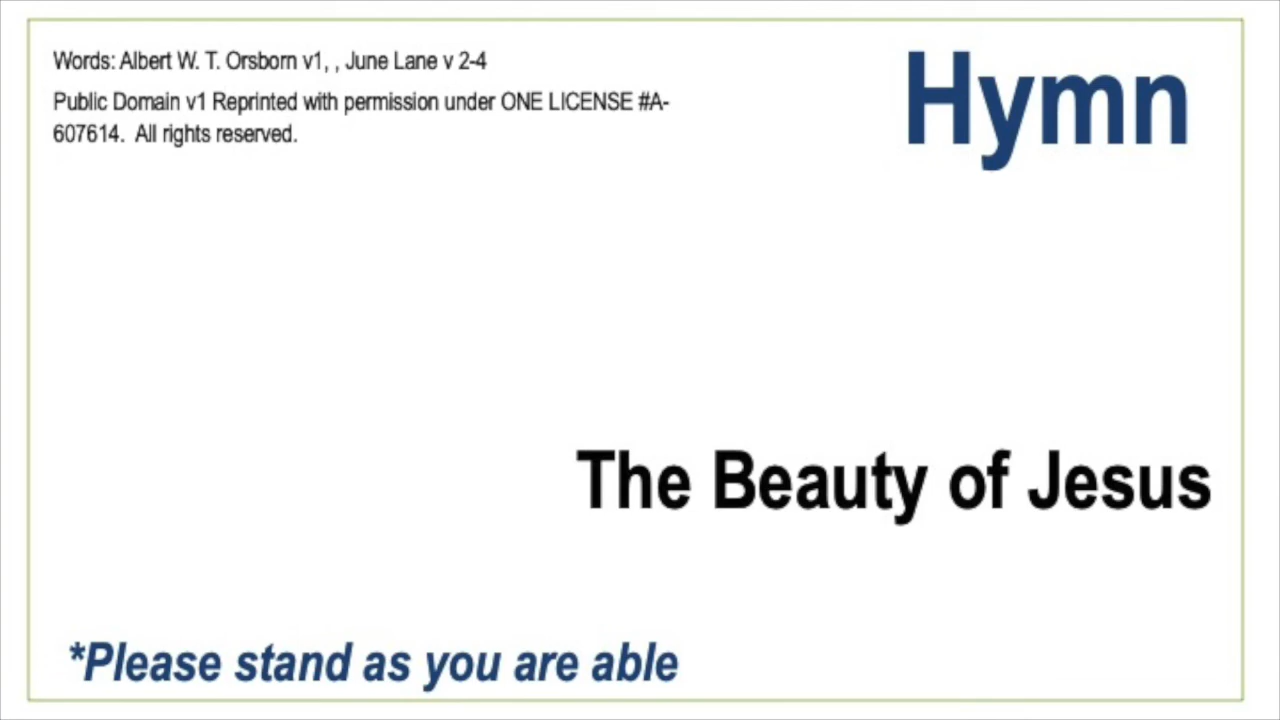 Words: Albert W. T. Orsborn v1, , June Lane v 2-4
Public Domain v1 Reprinted with permission under ONE LICENSE #A-
607614.  All rights reserved.
Hymn
The Beauty of Jesus
*Please stand as you are able